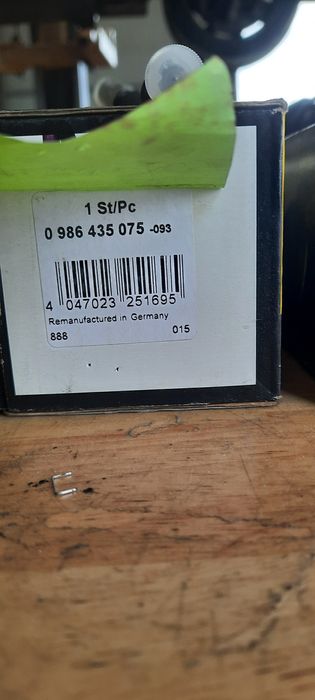 1 St/Pc
0 986 435 075 -093
4 047023 251695
Remanufactured in Germany
888 015